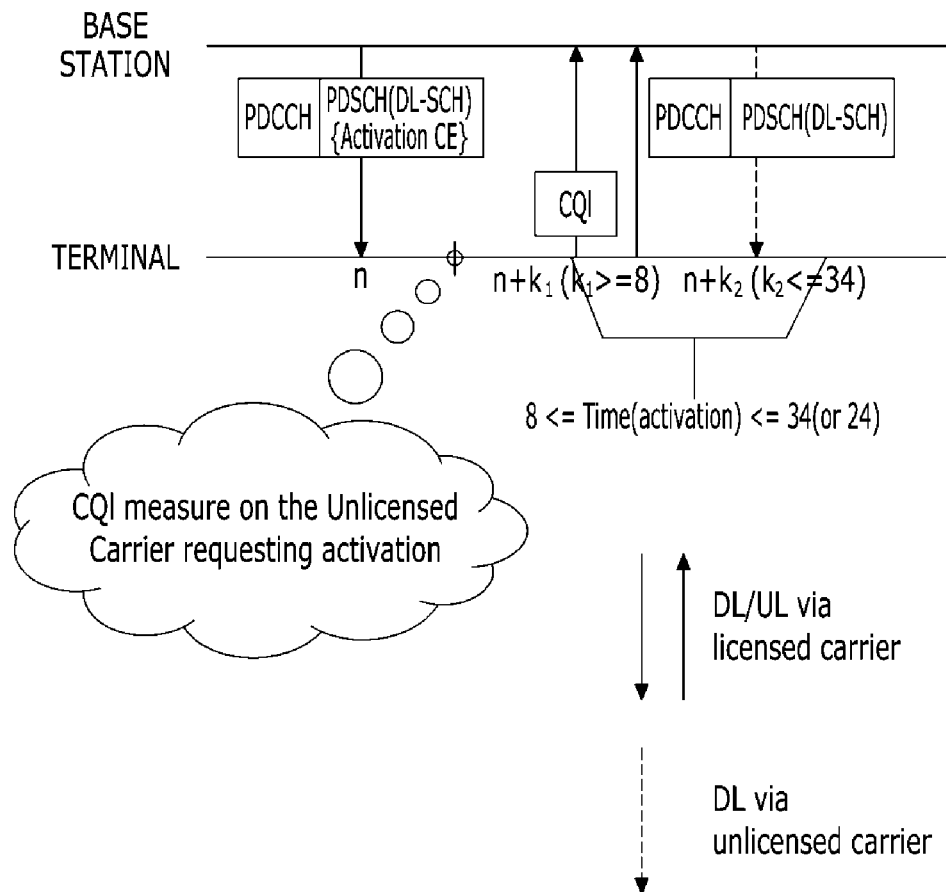 BASE
STATION
PDCCH
PDSCH(DL-SCH)
{Activation CE}
CQI
PDCCH
PDSCH(DL-SCH)
TERMINAL
n
n+k₁ (k₁>=8)
n+k₂ (k₂<=34)
8 <= Time(activation) <= 34(or 24)
CQI measure on the Unlicensed
Carrier requesting activation
DL/UL via
licensed carrier
DL via
unlicensed carrier